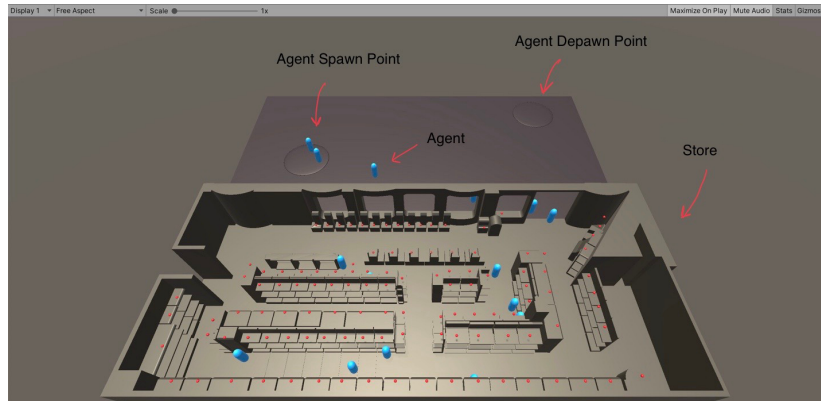 Display 1 Free Aspect Scale 1x Maximize On Play Mute Audio Stats Gizmos
Agent Depawn Point
Agent Spawn Point
Agent
Store